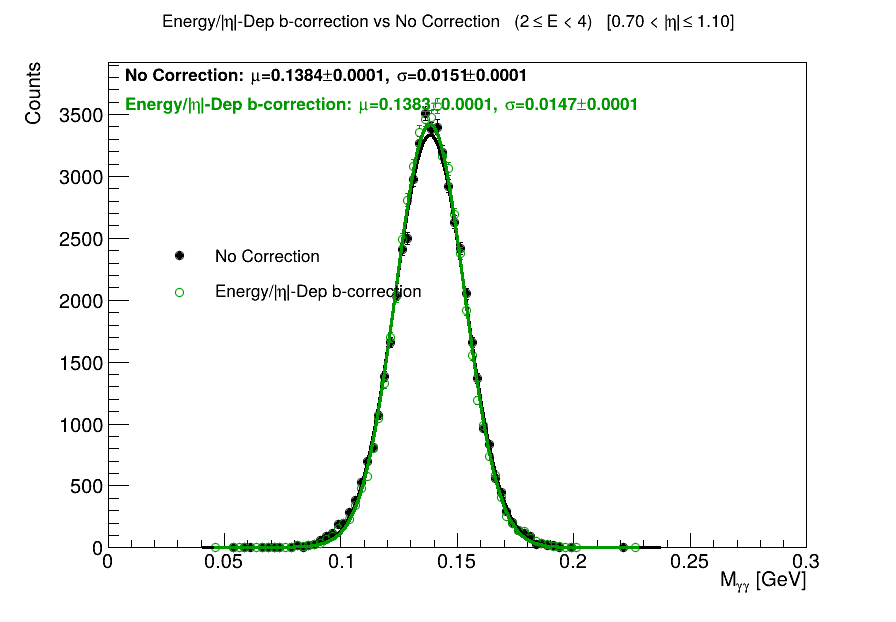 Energy/|η|-Dep b-correction vs No Correction (2 ≤ E < 4) [0.70 < |η| ≤ 1.10]
Counts
No Correction: μ=0.1384±0.0001, σ=0.0151±0.0001
Energy/|η|-Dep b-correction: μ=0.1383±0.0001, σ=0.0147±0.0001
3500
3000
2500
2000
1500
1000
500
0
No Correction
Energy/|η|-Dep b-correction
0 0.05 0.1 0.15 0.2 0.25 0.3
Mγγ [GeV]